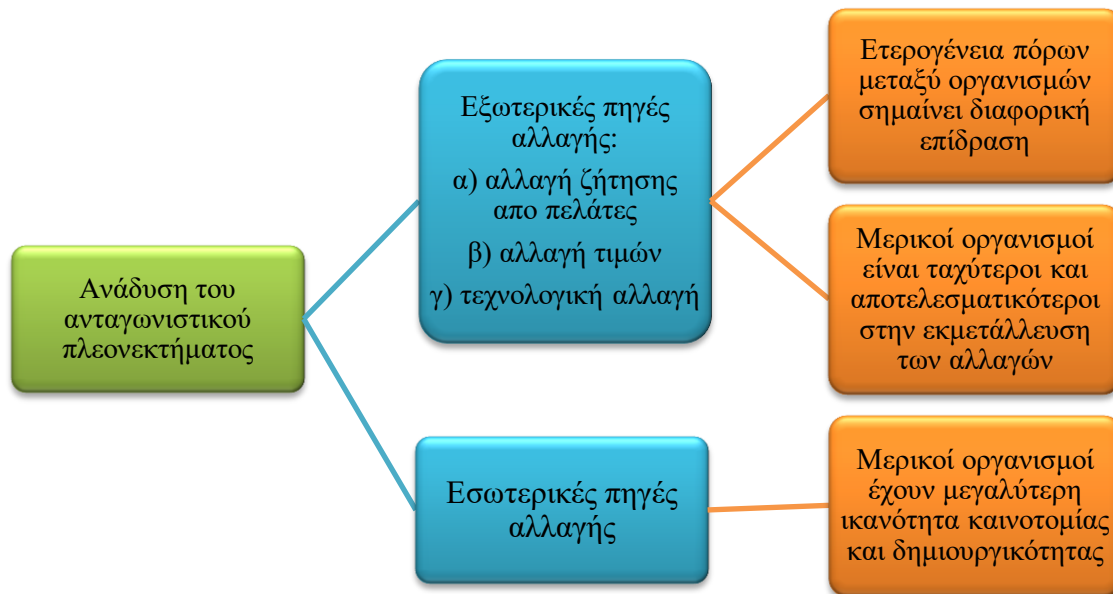 Ανάδυση του
ανταγωνιστικού
πλεονεκτήματος
Εξωτερικές πηγές
αλλαγής:
α) αλλαγή ζήτησης
απο πελάτες
β) αλλαγή τιμών
γ) τεχνολογική αλλαγή
Εσωτερικές πηγές
αλλαγής
Ετερογένεια πόρων
μεταξύ οργανισμών
σημαίνει διαφορική
επίδραση
Μερικοί οργανισμοί
είναι ταχύτεροι και
αποτελεσματικότεροι
στην εκμετάλλευση
των αλλαγών
Μερικοί οργανισμοί
έχουν μεγαλύτερη
ικανότητα καινοτομίας
και δημιουργικότητας